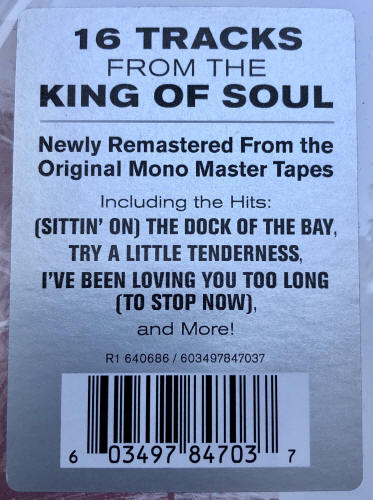 16 TRACKS
FROM THE
KING OF SOUL
Newly Remastered From the
Original Mono Master Tapes
Including the Hits:
(SITTIN' ON) THE DOCK OF THE BAY,
TRY A LITTLE TENDERNESS,
I'VE BEEN LOVING YOU TOO LONG
(TO STOP NOW),
and More!
R1 640686 / 603497847037
6 03497 84703 7